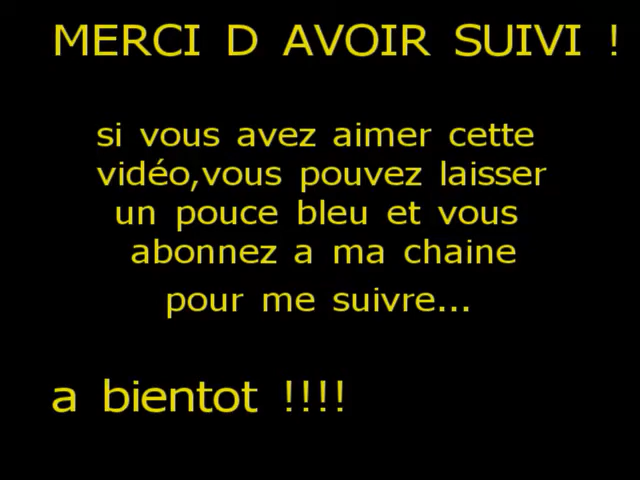 MERCI D AVOIR SUIVI !
si vous avez aimer cette
vidéo,vous pouvez laisser
un pouce bleu et vous
abonnez a ma chaine
pour me suivre...
a bientot !!!!